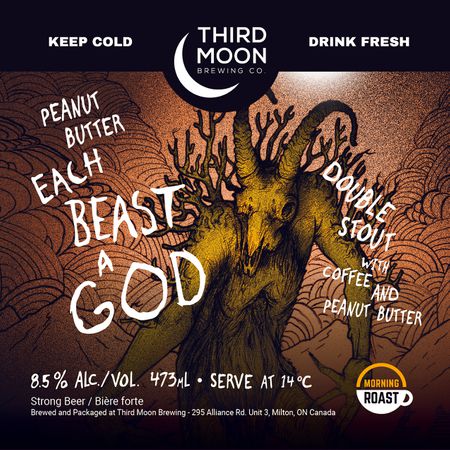 KEEP COLD
THIRD
MOON
BREWING CO.
DRINK FRESH
PEANUT
BUTTER
EACH
BEAST
A
GOD
DOUBLE
STOUT
WITH
COFFEE AND
PEANUT BUTTER
8.5% ALC./VOL. 473mL • SERVE AT 14°C
Strong Beer / Bière forte
Brewed and Packaged at Third Moon Brewing - 295 Alliance Rd. Unit 3, Milton, ON Canada
MORNING
ROAST